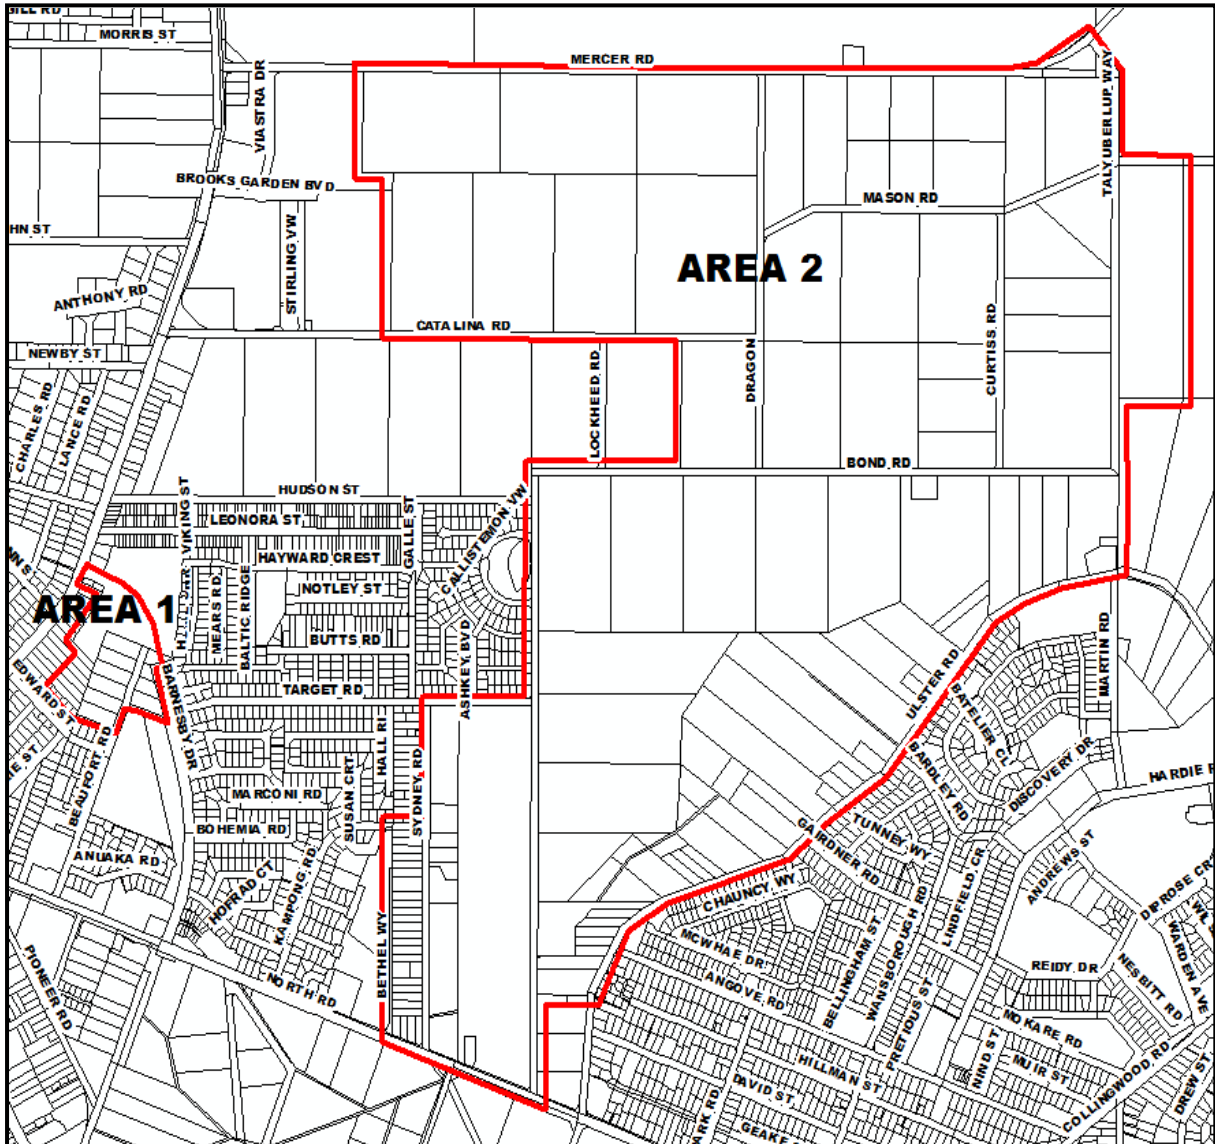 GILL RD
MORRIS ST
MERCER RD
VIASTRA DR
TALYUBERLUP WAY
BROOKS GARDEN BVD
MASON RD
HN ST
STIRLING VW
AREA 2
ANTHONY RD
CATALINA RD
CURTISS RD
NEWBY ST
LOCKHEED RD
DRAGON
CHARLES RD
LANCE RD
BOND RD
HUDSON ST
VIKING ST
LEONORA ST
GALLE ST
CALLISTEMON VW
HAYWARD CREST
NOTLEY ST
AREA 1
MEARS RD
BALTIC RIDGE
BUTTS RD
ASHKEY BVD
MARTIN RD
EDWARD ST
BARNESBY DR
TARGET RD
ULSTER RD
BATELIER CL
HALL RI
SYDNEY RD
BEAUFORT RD
IE ST
SUSAN CRT
MARCONI RD
BARDLEY RD
DISCOVERY DR
HARDIE R
BOHEMIA RD
TUNNEY WY
GAIRDNER RD
ANUAKA RD
ANDREWS ST
LINDFIELD CR
CHAUNCY WY
HOFRAD CT
KAMPONG RD
DEPROSE CR
BETHEL WY
MCWHAE DR
BELLINGHAM ST
WANSBOROUGH RD
WARDEN AVE
PIONEER RD
NORTH RD
ANGOVE RD
REIDY DR
NESBITT RD
PRETIOUS ST
MOKARE RD
NIND ST
MUIR ST
HILLMAN ST
COLLINGWOOD RD
DREW ST
DAVID ST
ARK RD
GEAKE